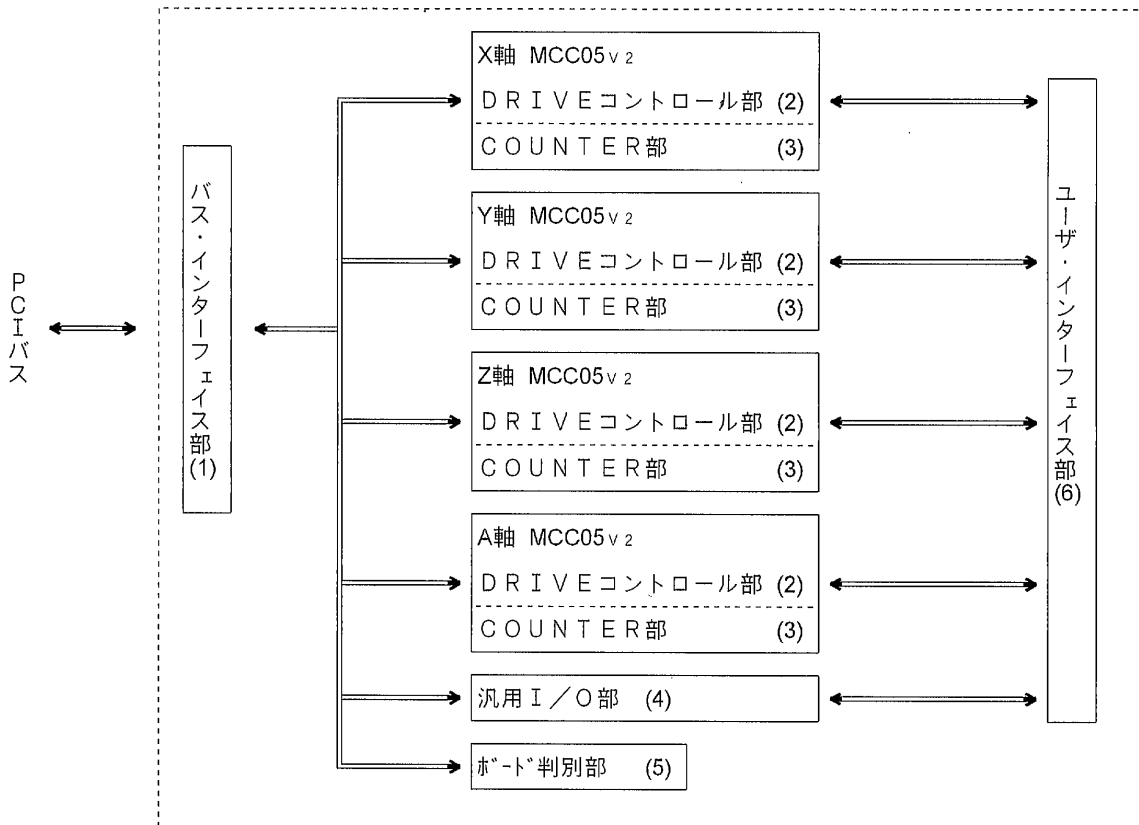 PCIバス
バス・インターフェイス部(1)
X軸 MCC05v2
DRIVEコントロール部 (2)
COUNTER部 (3)
Y軸 MCC05v2
DRIVEコントロール部 (2)
COUNTER部 (3)
Z軸 MCC05v2
DRIVEコントロール部 (2)
COUNTER部 (3)
A軸 MCC05v2
DRIVEコントロール部 (2)
COUNTER部 (3)
汎用I/O部 (4)
ボード判別部 (5)
ユーザ・インターフェイス部(6)